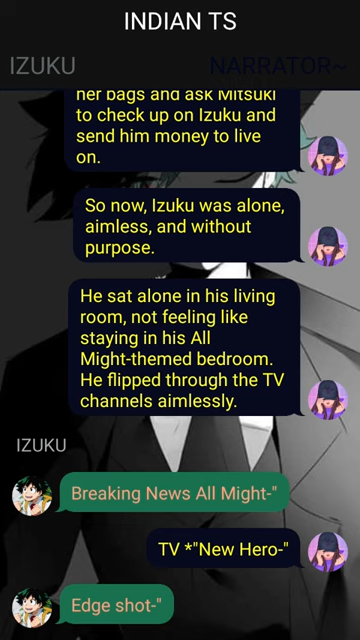 INDIAN TS
IZUKU
NARRATOR~
her bags and ask Mitsuki
to check up on Izuku and
send him money to live
on.
So now, Izuku was alone,
aimless, and without
purpose.
He sat alone in his living
room, not feeling like
staying in his All
Might-themed bedroom.
He flipped through the TV
channels aimlessly.
IZUKU
Breaking News All Might-"
TV *"New Hero-"
Edge shot-"